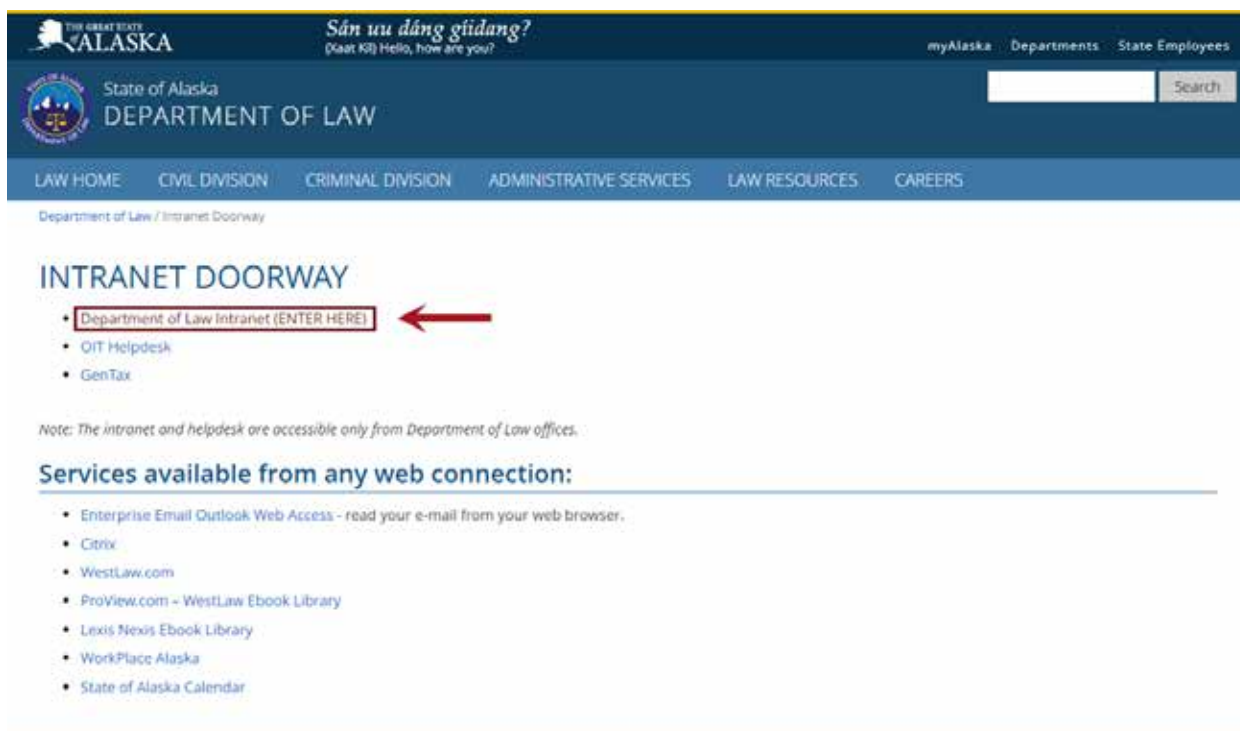 THE GREAT STATE
ALASKA
Sán uu dáng gíidang?
(Xaat Kíl) Hello, how are you?
myAlaska Departments State Employees
State of Alaska
DEPARTMENT OF LAW
Search
LAW HOME CIVIL DIVISION CRIMINAL DIVISION ADMINISTRATIVE SERVICES LAW RESOURCES CAREERS
Department of Law / Intranet Doorway
INTRANET DOORWAY
• Department of Law Intranet (ENTER HERE)
• OIT Helpdesk
• GenTax
Note: The intranet and helpdesk are accessible only from Department of Law offices.
Services available from any web connection:
• Enterprise Email Outlook Web Access - read your e-mail from your web browser.
• Citrix
• WestLaw.com
• ProView.com – WestLaw Ebook Library
• Lexis Nexis Ebook Library
• WorkPlace Alaska
• State of Alaska Calendar